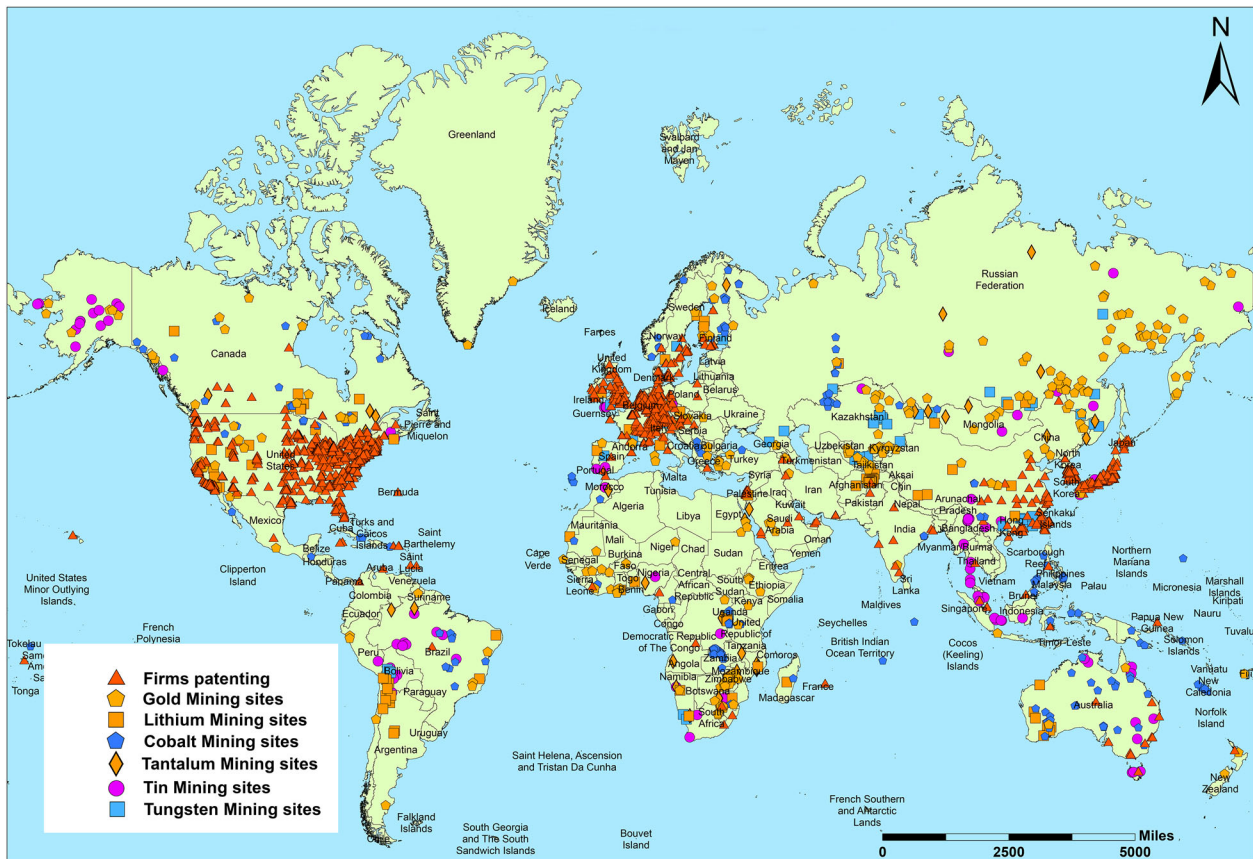 N
Greenland
Svalbard
and Jan
Mayen
Russian
Federation
Iceland
Sweden
Faroes
Norway
Finland
Canada
United
Kingdom
Latvia
Denmark
Lithuania
Belarus
Ireland
Poland
Guernsey
Belgium
Saint
Pierre and
Miquelon
Slovakia
Ukraine
Kazakhstan
Mongolia
Italy
Serbia
Andorra
Croatia
Bulgaria
Georgia
Uzbekistan
Kyrgyzstan
China
Japan
United
States
Spain
Portugal
Greece
Turkey
Turkmenistan
Tajikistan
North
Korea
Malta
Syria
Afghanistan
Aksai
Chin
South
Korea
Bermuda
Morocco
Tunisia
Palestine
Iraq
Iran
Pakistan
Nepal
Arunachal
Pradesh
Senkaku
Islands
Algeria
Libya
Egypt
Kuwait
Saudi
Arabia
India
Bangladesh
Hong
Kong
Mexico
Cuba
Turks and
Caicos
Islands
Saint
Barthelemy
Mauritania
Oman
Myanmar/Burma
Scarborough
Reef
Northern
Mariana
Islands
Belize
Honduras
Mali
Niger
Chad
Sudan
Yemen
Thailand
Philippines
Clipperton
Island
Aruba
Saint
Lucia
Cape
Verde
Senegal
Burkina
Faso
Eritrea
Sri
Lanka
Vietnam
Malaysia
Palau
Micronesia
Marshall
Islands
United States
Minor Outlying
Islands
Panama
Venezuela
Sierra
Leone
Togo
Benin
Nigeria
Central
African
Republic
South
Sudan
Ethiopia
Somalia
Maldives
Singapore
Brunei
Kiribati
Colombia
Suriname
Gabon
Uganda
Kenya
Indonesia
Nauru
Ecuador
Congo
United
Republic of
Tanzania
Seychelles
Papua New
Guinea
Tuvalu
Tokelau
French
Polynesia
Democratic Republic
of The Congo
Comoros
British Indian
Ocean Territory
Cocos
(Keeling)
Islands
Timor-Leste
Solomon
Islands
Tonga
Peru
Brazil
Angola
Zambia
Bolivia
Namibia
Mozambique
Zimbabwe
Vanuatu
New
Caledonia
Paraguay
Botswana
Madagascar
France
Australia
Norfolk
Island
Uruguay
South
Africa
Argentina
Saint Helena, Ascension
and Tristan Da Cunha
New
Zealand
Falkland
Islands
South Georgia
and The South
Sandwich Islands
Bouvet
Island
French Southern
and Antarctic
Lands
Firms patenting
Gold Mining sites
Lithium Mining sites
Cobalt Mining sites
Tantalum Mining sites
Tin Mining sites
Tungsten Mining sites
Miles
0 2500 5000